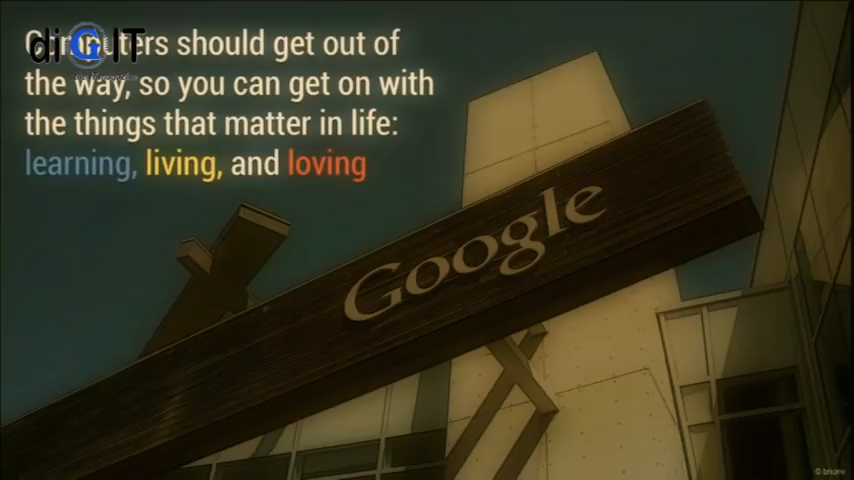 diGIT
Computers should get out of
the way, so you can get on with
the things that matter in life:
learning, living, and loving
Google